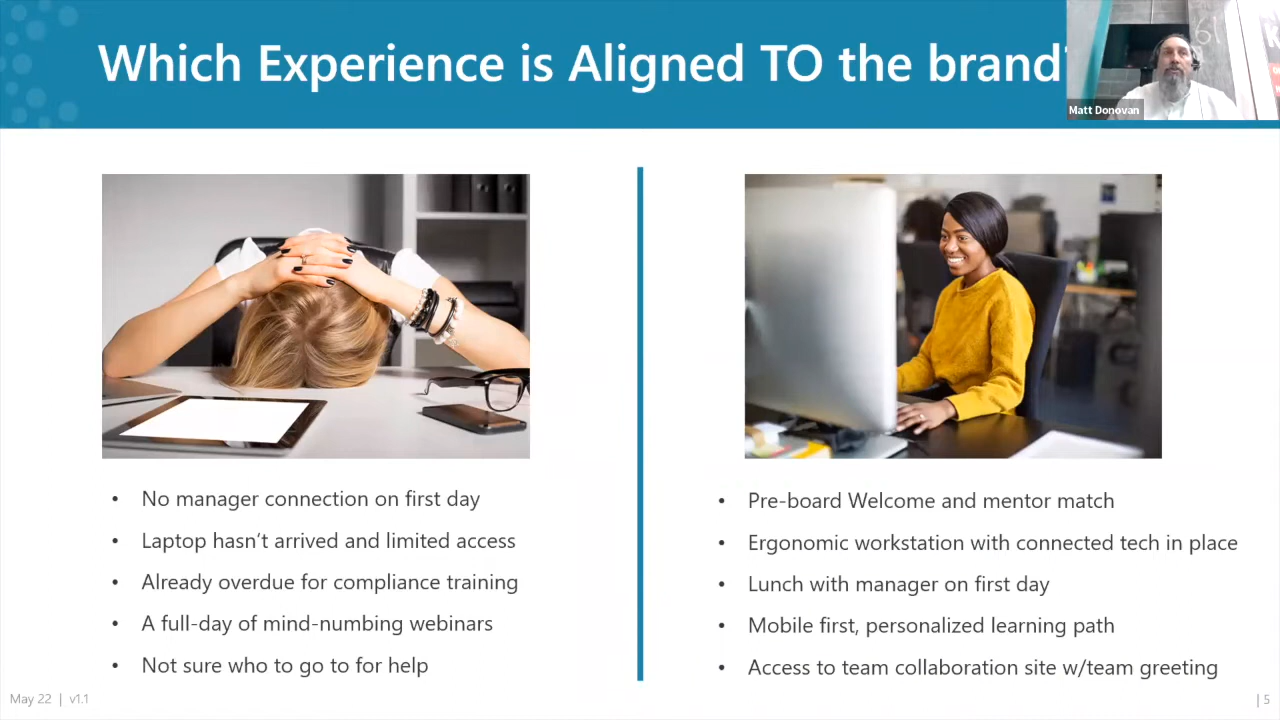 Which Experience is Aligned TO the brand?
Matt Donovan
• No manager connection on first day
• Laptop hasn't arrived and limited access
• Already overdue for compliance training
• A full-day of mind-numbing webinars
• Not sure who to go to for help
• Pre-board Welcome and mentor match
• Ergonomic workstation with connected tech in place
• Lunch with manager on first day
• Mobile first, personalized learning path
• Access to team collaboration site w/team greeting
May 22 | v1.1
| 5